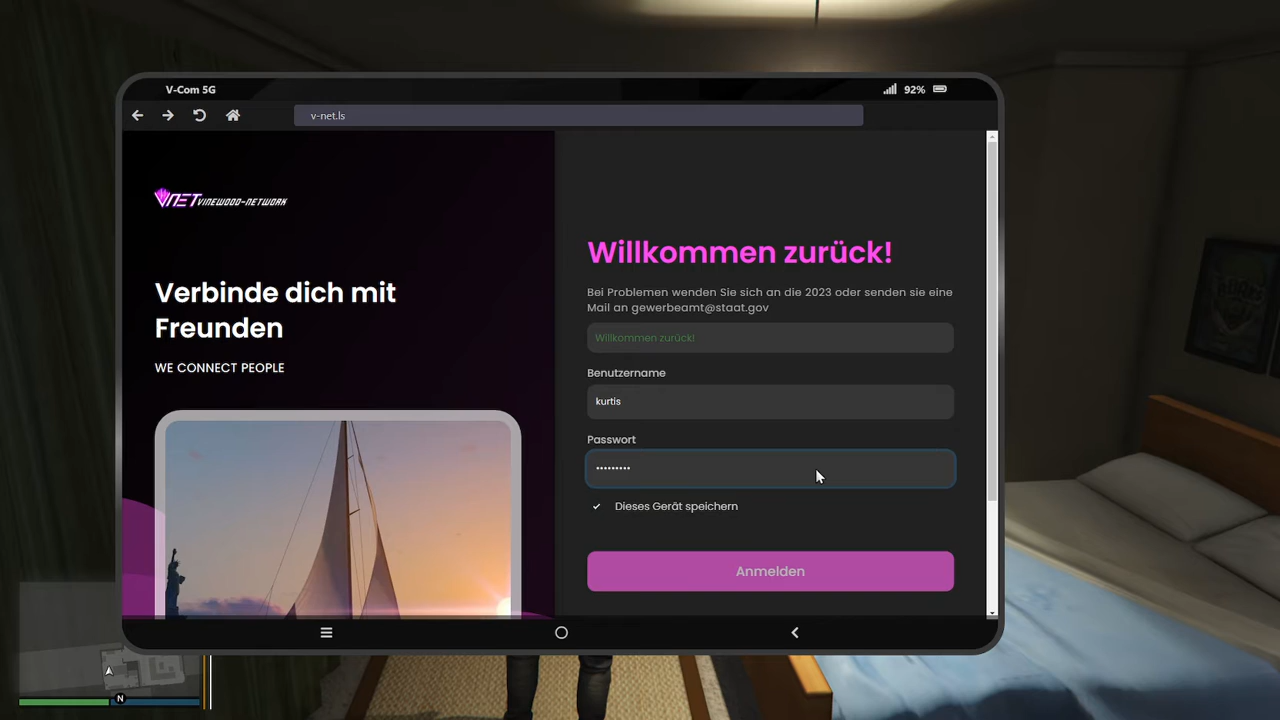 V-Com 5G
92%
v-net.ls
VNET VINEWOOD-NETWORK
Willkommen zurück!
Bei Problemen wenden Sie sich an die 2023 oder senden sie eine
Mail an gewerbeamt@staat.gov
Willkommen zurück!
Verbinde dich mit
Freunden
WE CONNECT PEOPLE
Benutzername
kurtis
Passwort
•••••••••
Dieses Gerät speichern
Anmelden
N